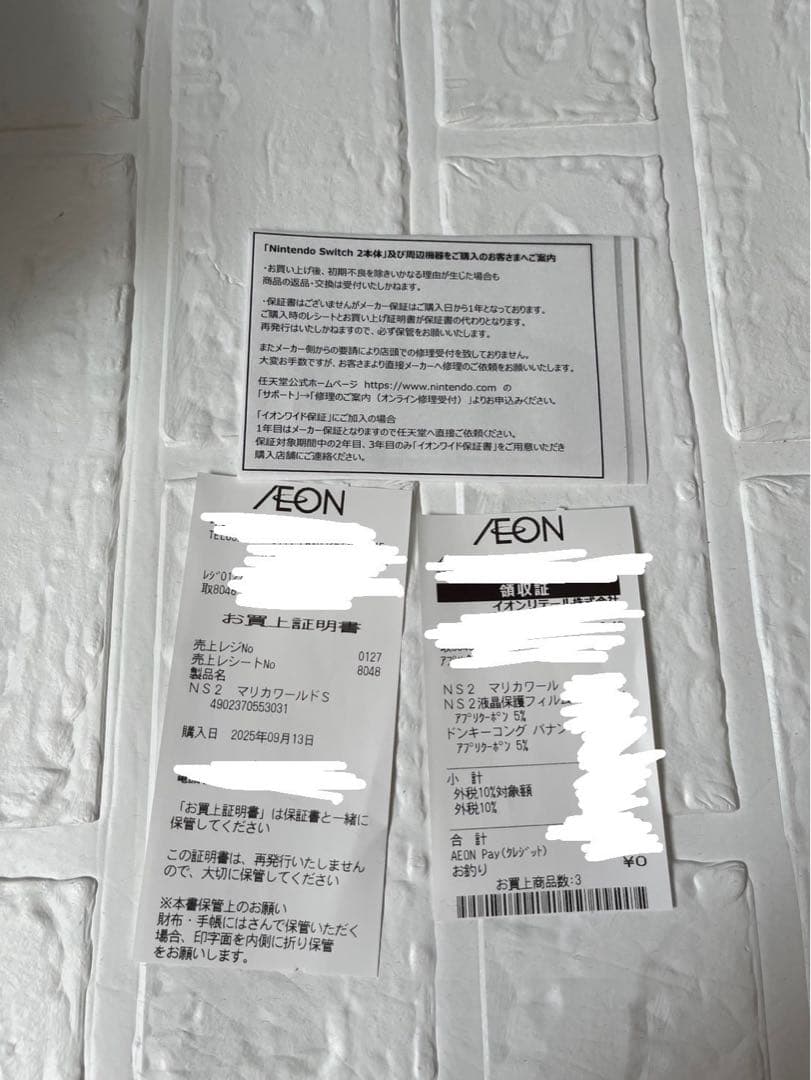 「Nintendo Switch 2本体」及び周辺機器をご購入のお客さまへご案内
・お買い上げ後、初期不良を除きいかなる理由が生じた場合も
商品の返品・交換は受付いたしかねます。
・保証書はございませんがメーカー保証はご購入日から1年となっております。
ご購入時のレシートとお買い上げ証明書が保証書の代わりとなります。
再発行はいたしかねますので、必ず保管をお願いいたします。
またメーカー側からの要請により店頭での修理受付を致しておりません。
大変お手数ですが、お客さまより直接メーカーへ修理のご依頼をお願いいたします。
任天堂公式ホームページ https://www.nintendo.com の
「サポート」→「修理のご案内（オンライン修理受付）」よりお申込みください。
「イオンワイド保証」にご加入の場合
1年目はメーカー保証となりますので任天堂へ直接ご依頼ください。
保証対象期間中の2年目、3年目のみ「イオンワイド保証書」をご用意いただき
購入店舗にご連絡ください。
ÆON
レジ01
取8048
お買上証明書
売上レジNo 0127
売上レシートNo 8048
製品名
NS2 マリカワールドS
4902370553031
購入日 2025年09月13日
「お買上証明書」は保証書と一緒に
保管してください
この証明書は、再発行いたしません
ので、大切に保管してください
※本書保管上のお願い
財布・手帳にはさんで保管いただく
場合、印字面を内側に折り保管
をお願いします。
ÆON
領収証
イオンリテール株式会社
NS2 マリカワール
NS2液晶保護フィル
アプリクーポン 5%
ドンキーコング バナン
アプリクーポン 5%
小計
外税10%対象額
外税10%
合計
AEON Pay(クレジット)
お釣り ¥0
お買上商品数:3